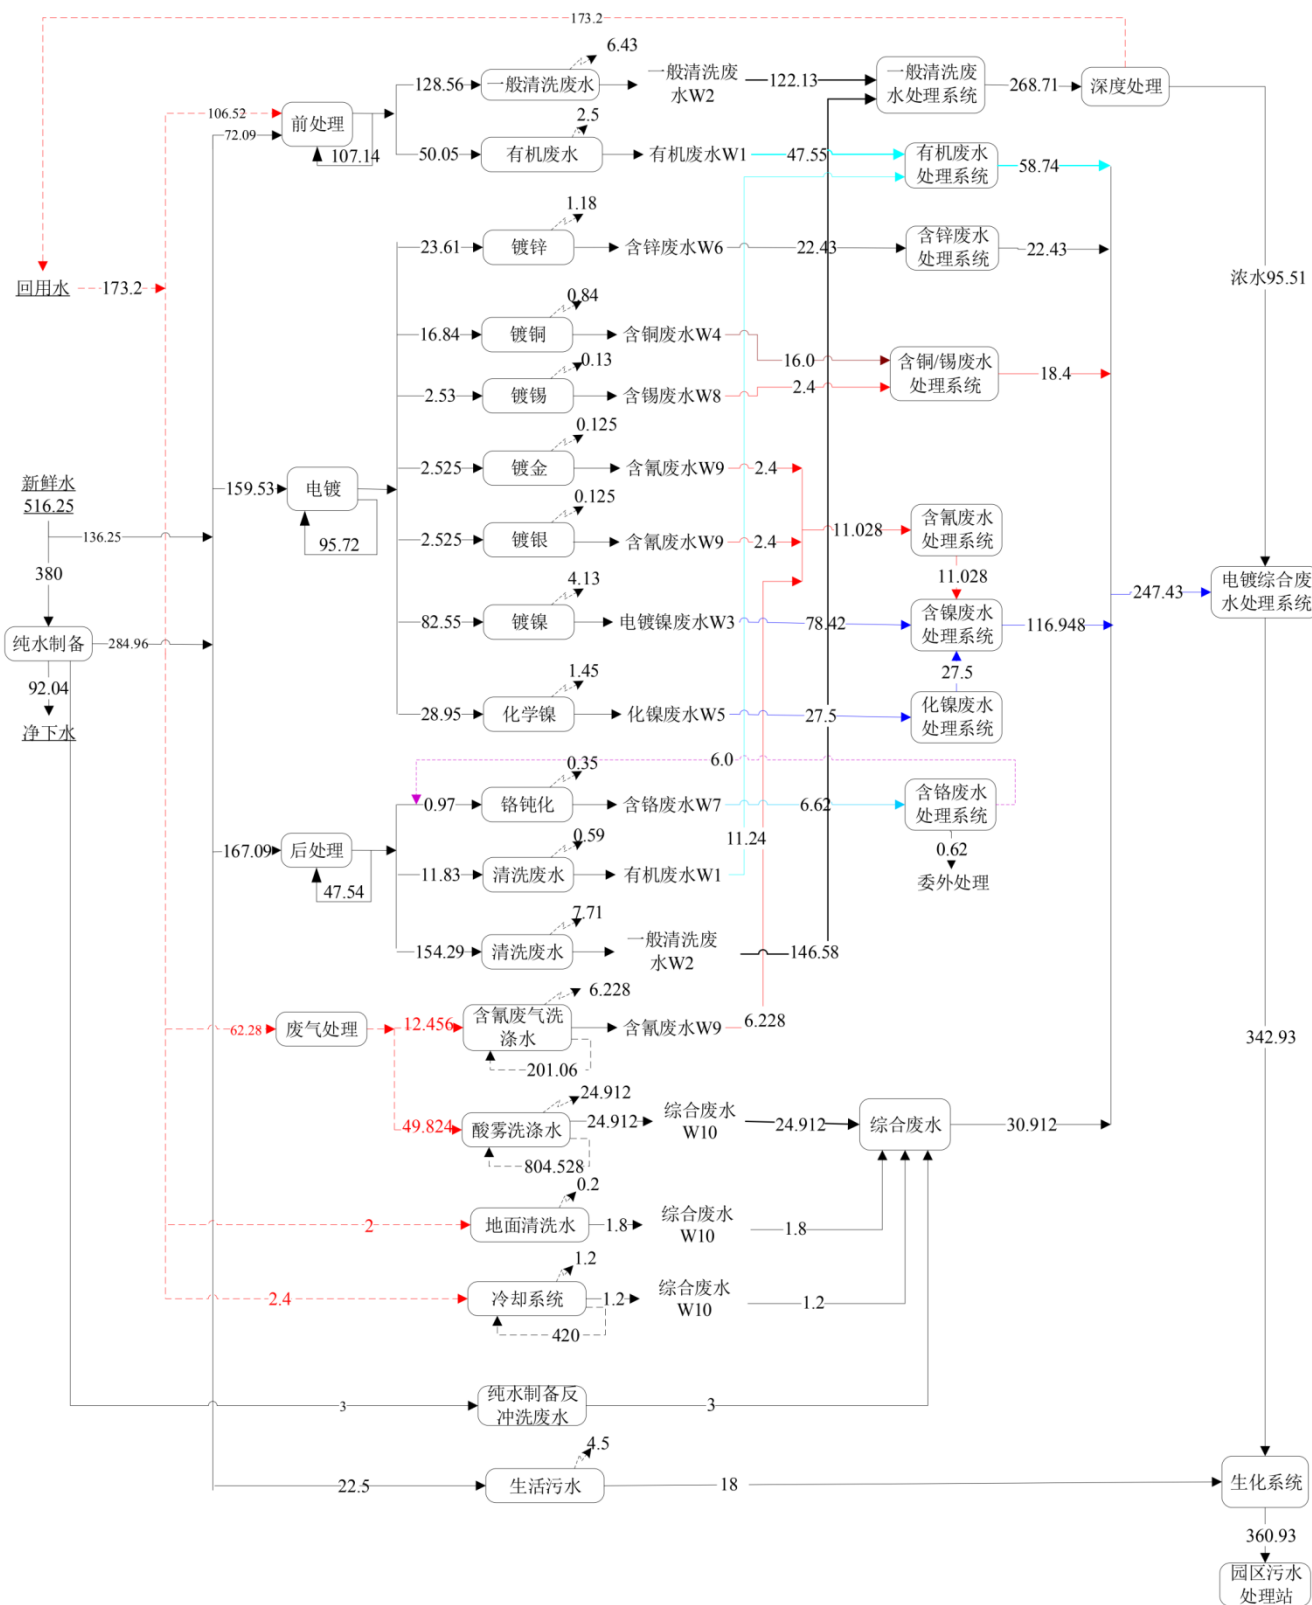 173.2
6.43
128.56
一般清洗废水
一般清洗废
水W2
122.13
一般清洗废
水处理系统
268.71
深度处理
106.52
72.09
前处理
107.14
2.5
50.05
有机废水
有机废水W1
47.55
有机废水
处理系统
58.74
1.18
23.61
镀锌
含锌废水W6
22.43
含锌废水
处理系统
22.43
回用水
173.2
浓水95.51
0.84
16.84
镀铜
含铜废水W4
16.0
含铜/锡废水
处理系统
18.4
0.13
2.53
镀锡
含锡废水W8
2.4
0.125
2.525
镀金
含氰废水W9
2.4
新鲜水
516.25
159.53
电镀
95.72
136.25
0.125
2.525
镀银
含氰废水W9
2.4
11.028
含氰废水
处理系统
11.028
380
4.13
82.55
镀镍
电镀镍废水W3
78.42
含镍废水
处理系统
116.948
247.43
电镀综合废
水处理系统
纯水制备
284.96
92.04
净下水
27.5
1.45
28.95
化学镍
化镍废水W5
27.5
化镍废水
处理系统
6.0
0.35
0.97
铬钝化
含铬废水W7
6.62
含铬废水
处理系统
0.62
委外处理
167.09
后处理
47.54
0.59
11.83
清洗废水
有机废水W1
11.24
7.71
154.29
清洗废水
一般清洗废
水W2
146.58
6.228
62.28
废气处理
12.456
含氰废气洗
涤水
201.06
含氰废水W9
6.228
342.93
24.912
49.824
酸雾洗涤水
804.528
24.912
综合废水
W10
24.912
综合废水
30.912
0.2
2
地面清洗水
1.8
综合废水
W10
1.8
1.2
2.4
冷却系统
420
1.2
综合废水
W10
1.2
3
纯水制备反
冲洗废水
3
4.5
22.5
生活污水
18
生化系统
360.93
园区污水
处理站